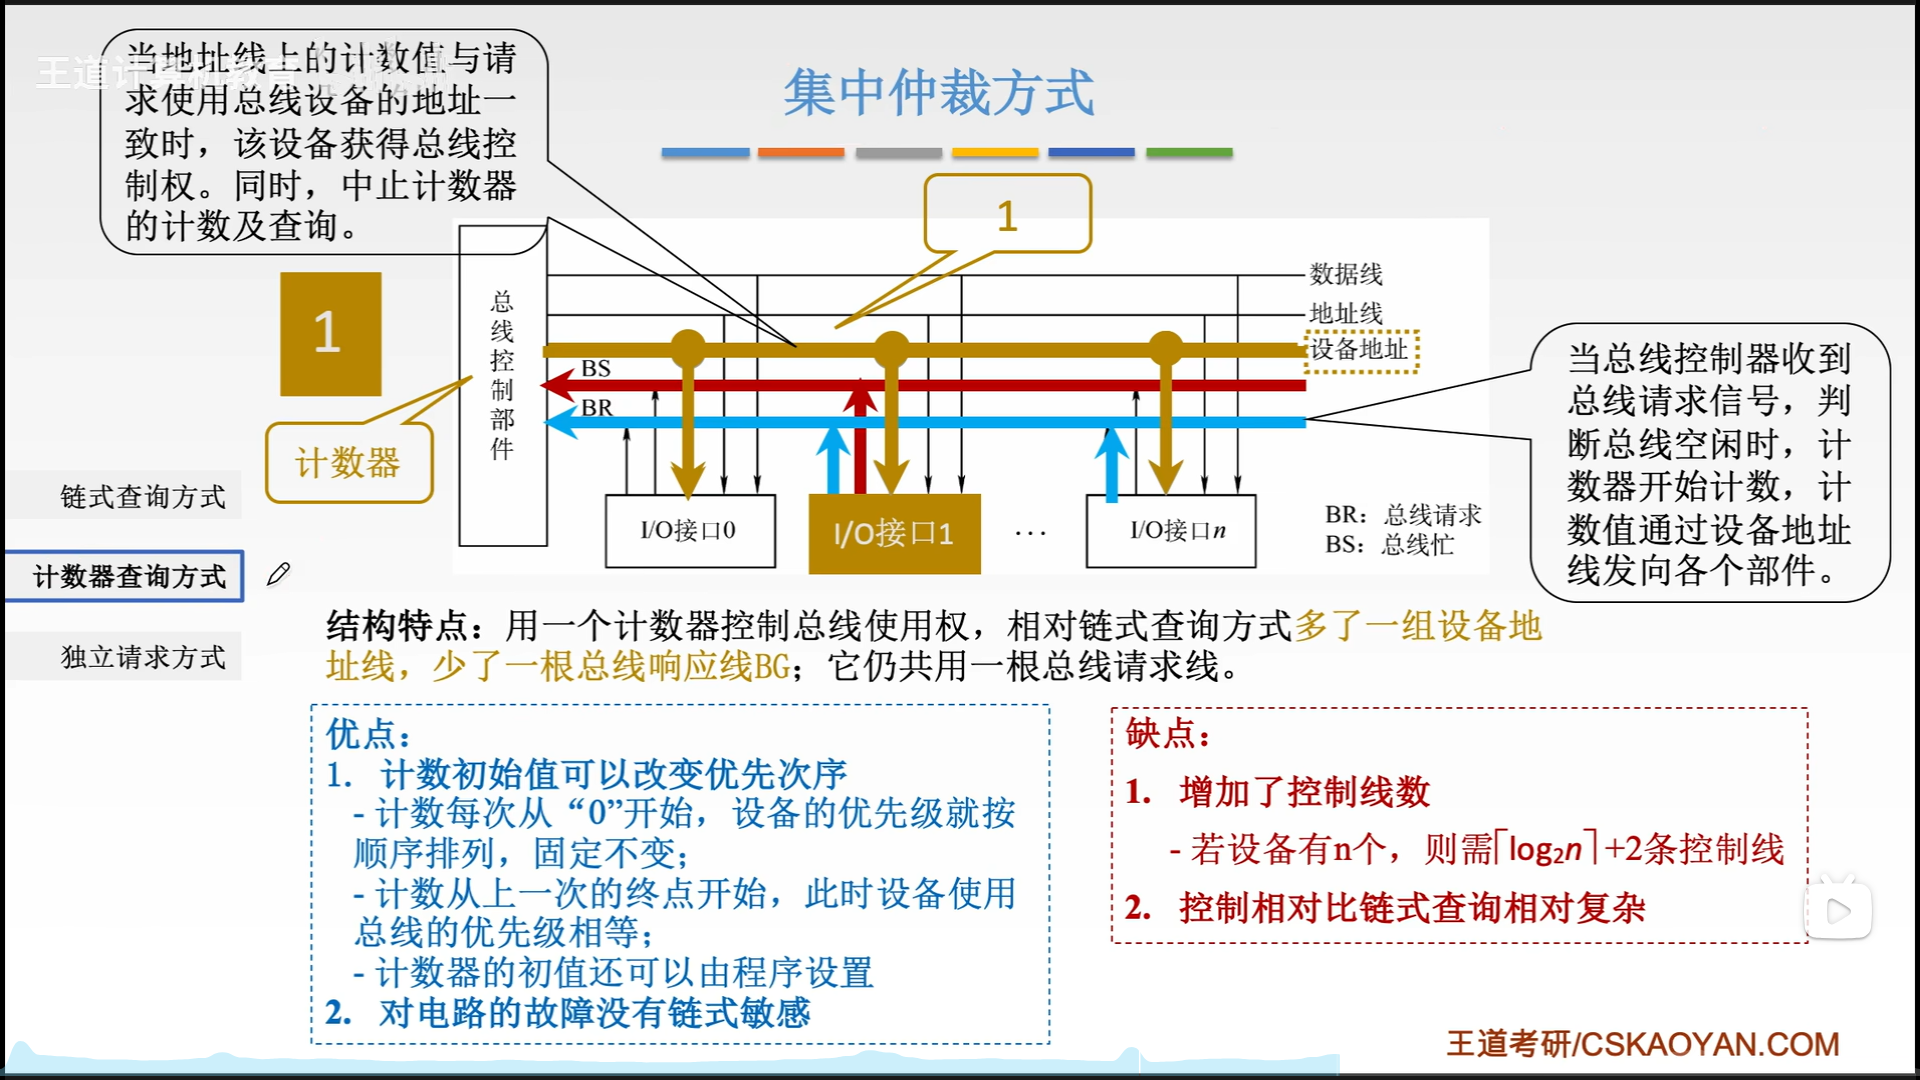 王道计算机教育
当地址线上的计数值与请
求使用总线设备的地址一
致时，该设备获得总线控
制权。同时，中止计数器
的计数及查询。
集中仲裁方式
1
1
计数器
总线控制部件
数据线
地址线
设备地址
BS
BR
I/O接口0
I/O接口1
···
I/O接口n
BR：总线请求
BS：总线忙
当总线控制器收到
总线请求信号，判
断总线空闲时，计
数器开始计数，计
数值通过设备地址
线发向各个部件。
链式查询方式
计数器查询方式
独立请求方式
结构特点：用一个计数器控制总线使用权，相对链式查询方式多了一组设备地
址线，少了一根总线响应线BG；它仍共用一根总线请求线。
优点：
1. 计数初始值可以改变优先次序
- 计数每次从“0”开始，设备的优先级就按
顺序排列，固定不变；
- 计数从上一次的终点开始，此时设备使用
总线的优先级相等；
- 计数器的初值还可以由程序设置
2. 对电路的故障没有链式敏感
缺点：
1. 增加了控制线数
- 若设备有n个，则需⌈log₂n⌉+2条控制线
2. 控制相对比链式查询相对复杂
王道考研/CSKAOYAN.COM